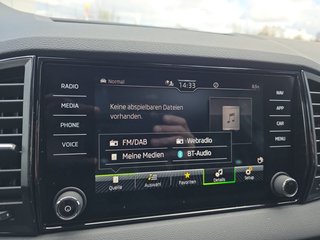 RADIO
MEDIA
PHONE
VOICE
Normal
14:33
Keine abspielbaren Dateien
vorhanden.
FM/DAB
Webradio
Meine Medien
BT-Audio
Quelle
Auswahl
Favoriten
Details
Setup
NAV
APP
CAR
MENU